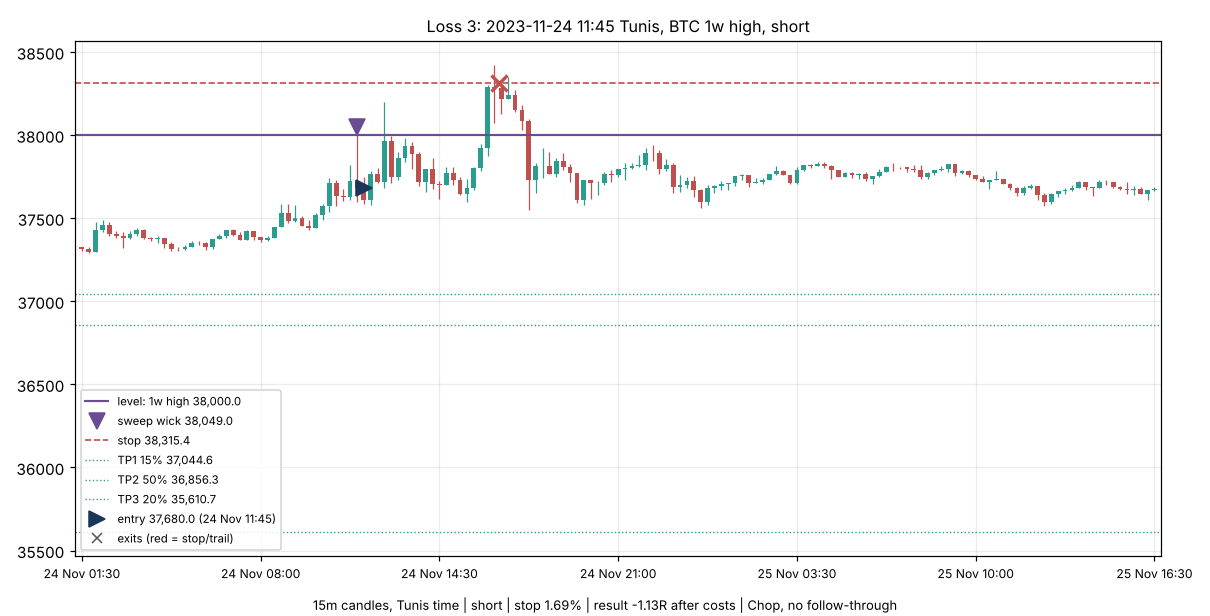 Loss 3: 2023-11-24 11:45 Tunis, BTC 1w high, short
38500
38000
37500
37000
36500
36000
35500
level: 1w high 38,000.0
sweep wick 38,049.0
stop 38,315.4
TP1 15% 37,044.6
TP2 50% 36,856.3
TP3 20% 35,610.7
entry 37,680.0 (24 Nov 11:45)
exits (red = stop/trail)
24 Nov 01:30 24 Nov 08:00 24 Nov 14:30 24 Nov 21:00 25 Nov 03:30 25 Nov 10:00 25 Nov 16:30
15m candles, Tunis time | short | stop 1.69% | result -1.13R after costs | Chop, no follow-through